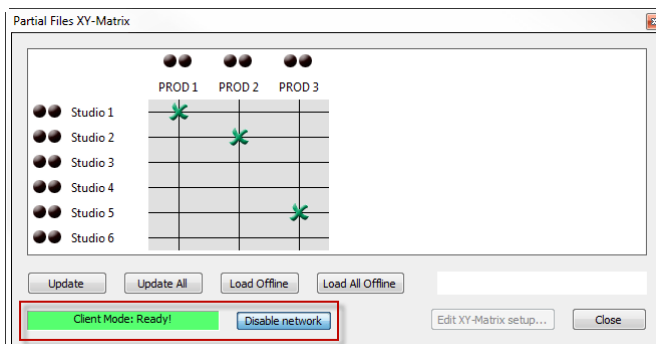 Partial Files XY-Matrix
PROD 1 PROD 2 PROD 3
Studio 1
Studio 2
Studio 3
Studio 4
Studio 5
Studio 6
Update Update All Load Offline Load All Offline
Client Mode: Ready! Disable network Edit XY-Matrix setup... Close